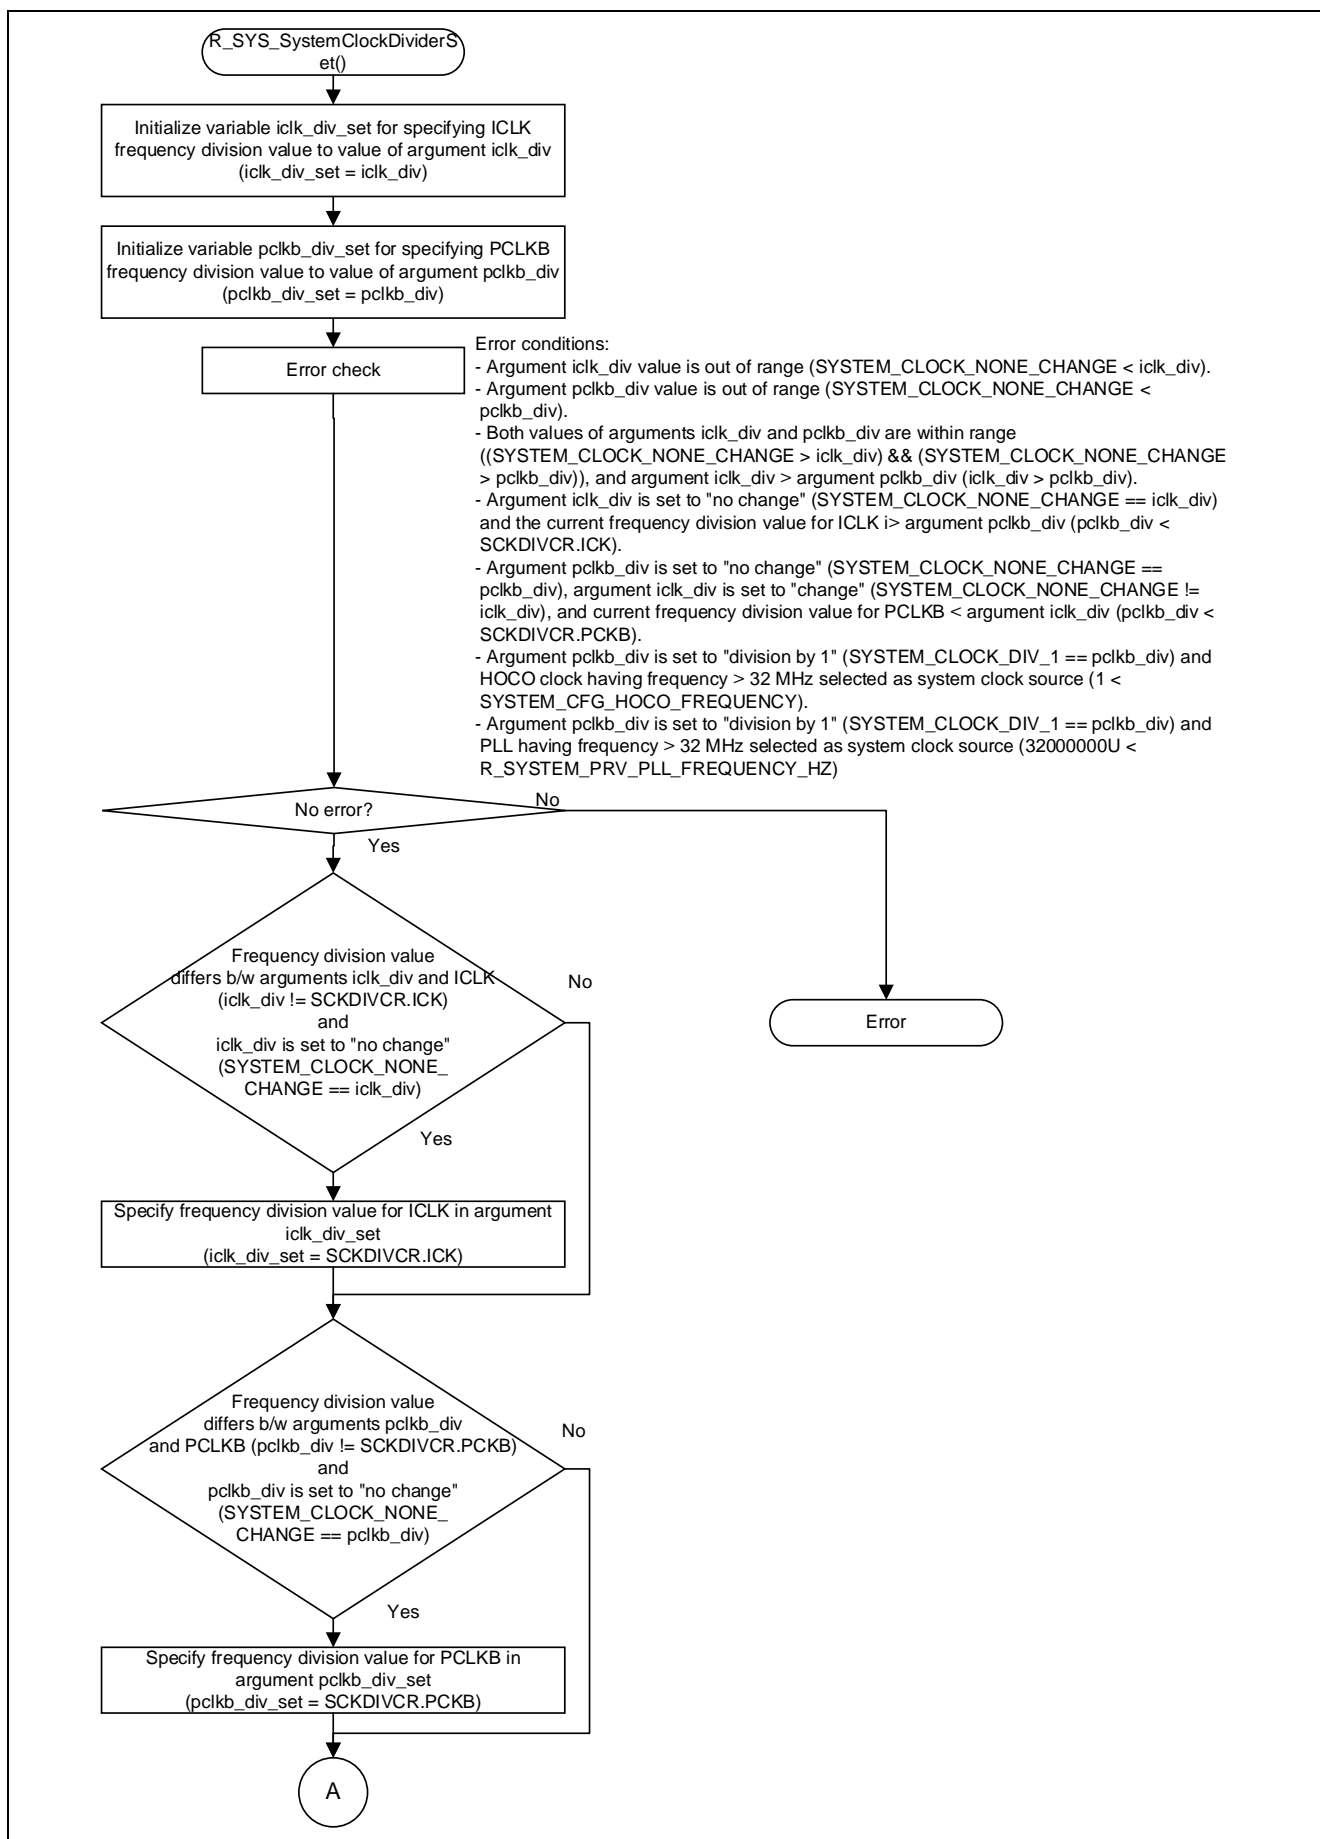 R_SYS_SystemClockDividerS
et()
Initialize variable iclk_div_set for specifying ICLK
frequency division value to value of argument iclk_div
(iclk_div_set = iclk_div)
Initialize variable pclkb_div_set for specifying PCLKB
frequency division value to value of argument pclkb_div
(pclkb_div_set = pclkb_div)
Error check
Error conditions:
- Argument iclk_div value is out of range (SYSTEM_CLOCK_NONE_CHANGE < iclk_div).
- Argument pclkb_div value is out of range (SYSTEM_CLOCK_NONE_CHANGE <
pclkb_div).
- Both values of arguments iclk_div and pclkb_div are within range
((SYSTEM_CLOCK_NONE_CHANGE > iclk_div) && (SYSTEM_CLOCK_NONE_CHANGE
> pclkb_div)), and argument iclk_div > argument pclkb_div (iclk_div > pclkb_div).
- Argument iclk_div is set to "no change" (SYSTEM_CLOCK_NONE_CHANGE == iclk_div)
and the current frequency division value for ICLK i> argument pclkb_div (pclkb_div <
SCKDIVCR.ICK).
- Argument pclkb_div is set to "no change" (SYSTEM_CLOCK_NONE_CHANGE ==
pclkb_div), argument iclk_div is set to "change" (SYSTEM_CLOCK_NONE_CHANGE !=
iclk_div), and current frequency division value for PCLKB < argument iclk_div (pclkb_div <
SCKDIVCR.PCKB).
- Argument pclkb_div is set to "division by 1" (SYSTEM_CLOCK_DIV_1 == pclkb_div) and
HOCO clock having frequency > 32 MHz selected as system clock source (1 <
SYSTEM_CFG_HOCO_FREQUENCY).
- Argument pclkb_div is set to "division by 1" (SYSTEM_CLOCK_DIV_1 == pclkb_div) and
PLL having frequency > 32 MHz selected as system clock source (32000000U <
R_SYSTEM_PRV_PLL_FREQUENCY_HZ)
No error?
No
Yes
Frequency division value
differs b/w arguments iclk_div and ICLK
(iclk_div != SCKDIVCR.ICK)
and
iclk_div is set to "no change"
(SYSTEM_CLOCK_NONE_
CHANGE == iclk_div)
No
Error
Yes
Specify frequency division value for ICLK in argument
iclk_div_set
(iclk_div_set = SCKDIVCR.ICK)
Frequency division value
differs b/w arguments pclkb_div
and PCLKB (pclkb_div != SCKDIVCR.PCKB)
and
pclkb_div is set to "no change"
(SYSTEM_CLOCK_NONE_
CHANGE == pclkb_div)
No
Yes
Specify frequency division value for PCLKB in
argument pclkb_div_set
(pclkb_div_set = SCKDIVCR.PCKB)
A